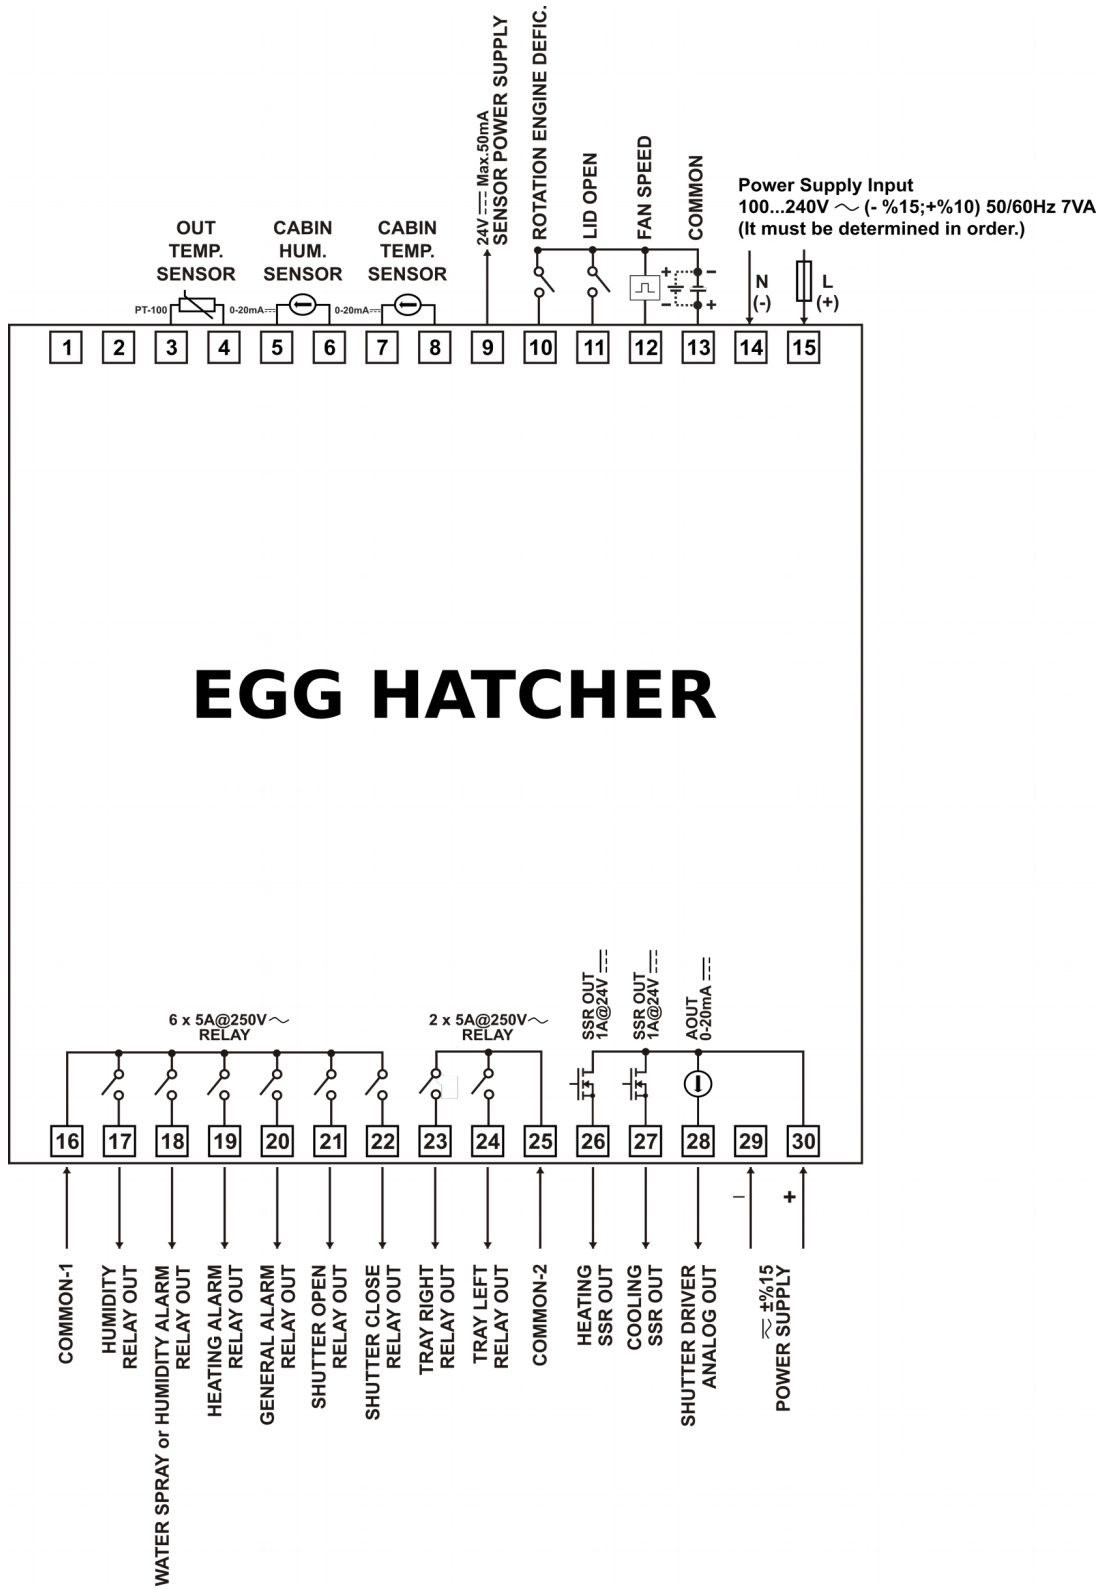 24V Max.50mA
SENSOR POWER SUPPLY
ROTATION ENGINE DEFIC.
LID OPEN
FAN SPEED
COMMON
Power Supply Input
100...240V ∼ (- %15;+%10) 50/60Hz 7VA
(It must be determined in order.)
OUT
TEMP.
SENSOR
CABIN
HUM.
SENSOR
CABIN
TEMP.
SENSOR
N
(-)
L
(+)
+ −
− +
PT-100
0-20mA
0-20mA
1 2 3 4 5 6 7 8 9 10 11 12 13 14 15
EGG HATCHER
6 x 5A@250V∼
RELAY
2 x 5A@250V∼
RELAY
SSR OUT
1A@24V
SSR OUT
1A@24V
AOUT
0-20mA
16 17 18 19 20 21 22 23 24 25 26 27 28 29 30
− +
COMMON-1
HUMIDITY
RELAY OUT
WATER SPRAY or HUMIDITY ALARM
RELAY OUT
HEATING ALARM
RELAY OUT
GENERAL ALARM
RELAY OUT
SHUTTER OPEN
RELAY OUT
SHUTTER CLOSE
RELAY OUT
TRAY RIGHT
RELAY OUT
TRAY LEFT
RELAY OUT
COMMON-2
HEATING
SSR OUT
COOLING
SSR OUT
SHUTTER DRIVER
ANALOG OUT
±%15
POWER SUPPLY